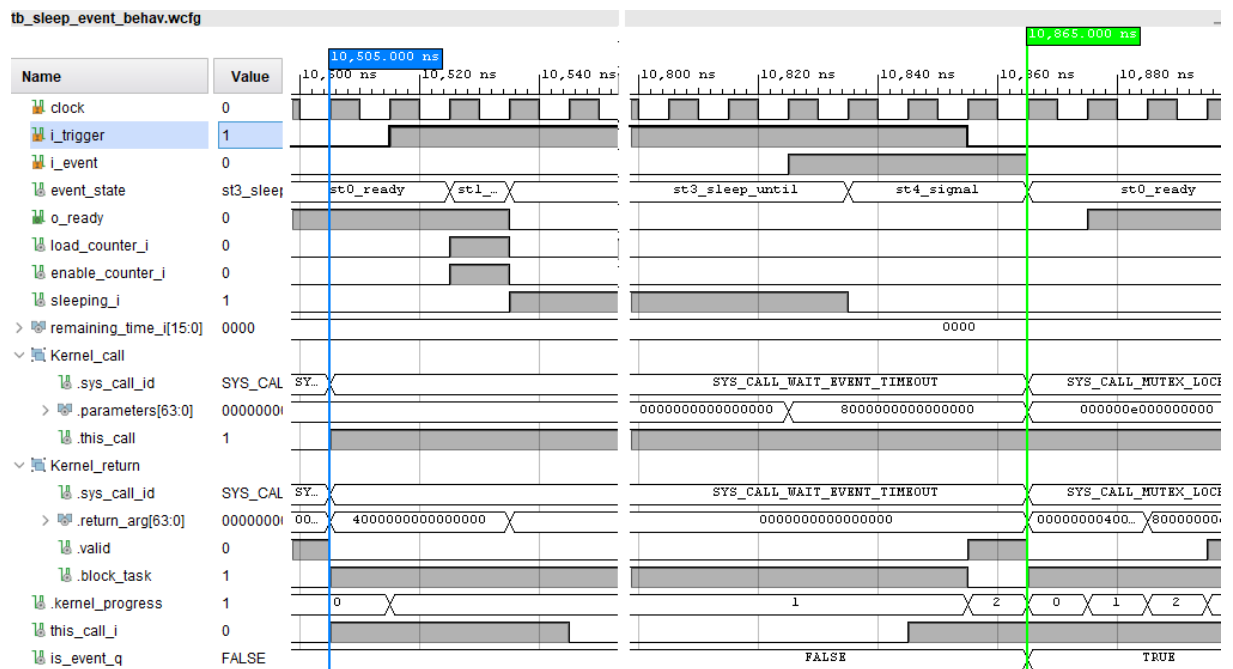 tb_sleep_event_behav.wcfg
10,865.000 ns
10,505.000 ns
Name Value 10,500 ns 10,520 ns 10,540 ns 10,800 ns 10,820 ns 10,840 ns 10,860 ns 10,880 ns
clock 0
i_trigger 1
i_event 0
event_state st3_sleep st0_ready st1_… st3_sleep_until st4_signal st0_ready
o_ready 0
load_counter_i 0
enable_counter_i 0
sleeping_i 1
remaining_time_i[15:0] 0000 0000
Kernel_call
.sys_call_id SYS_CAL SY… SYS_CALL_WAIT_EVENT_TIMEOUT SYS_CALL_MUTEX_LOCK
.parameters[63:0] 00000000 0000000000000000 8000000000000000 000000e000000000
.this_call 1
Kernel_return
.sys_call_id SYS_CAL SY… SYS_CALL_WAIT_EVENT_TIMEOUT SYS_CALL_MUTEX_LOCK
.return_arg[63:0] 00000000 00… 4000000000000000 0000000000000000 00000000400… 80000000
.valid 0
.block_task 1
.kernel_progress 1 0 1 2 0 1 2
this_call_i 0
is_event_q FALSE FALSE TRUE